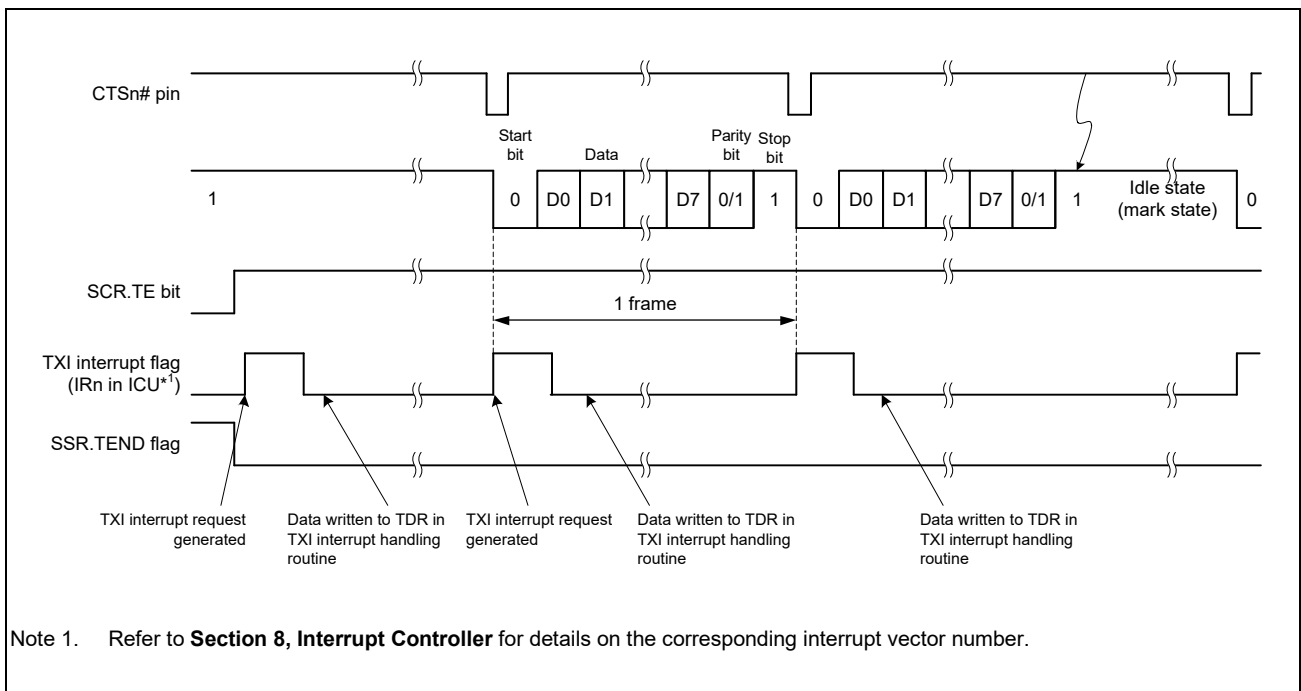 CTSn# pin
Start bit
Data
Parity bit
Stop bit
1
0
D0
D1
D7
0/1
1
0
D0
D1
D7
0/1
1
Idle state
(mark state)
0
SCR.TE bit
1 frame
TXI interrupt flag
(IRn in ICU*1)
SSR.TEND flag
TXI interrupt request
generated
Data written to TDR in
TXI interrupt handling
routine
TXI interrupt request
generated
Data written to TDR in
TXI interrupt handling
routine
Data written to TDR in
TXI interrupt handling
routine
Note 1. Refer to Section 8, Interrupt Controller for details on the corresponding interrupt vector number.